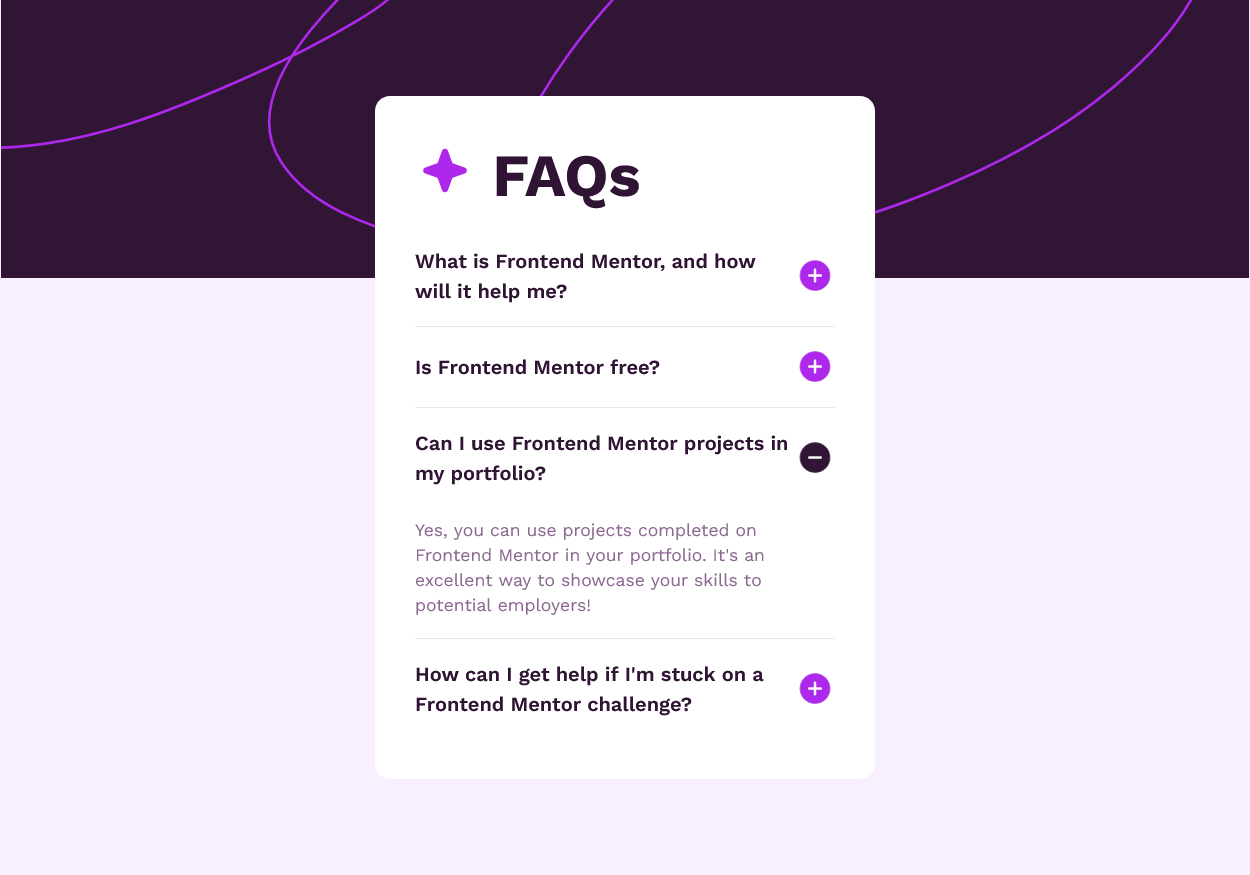 FAQs
What is Frontend Mentor, and how
will it help me?
Is Frontend Mentor free?
Can I use Frontend Mentor projects in
my portfolio?
Yes, you can use projects completed on
Frontend Mentor in your portfolio. It's an
excellent way to showcase your skills to
potential employers!
How can I get help if I'm stuck on a
Frontend Mentor challenge?